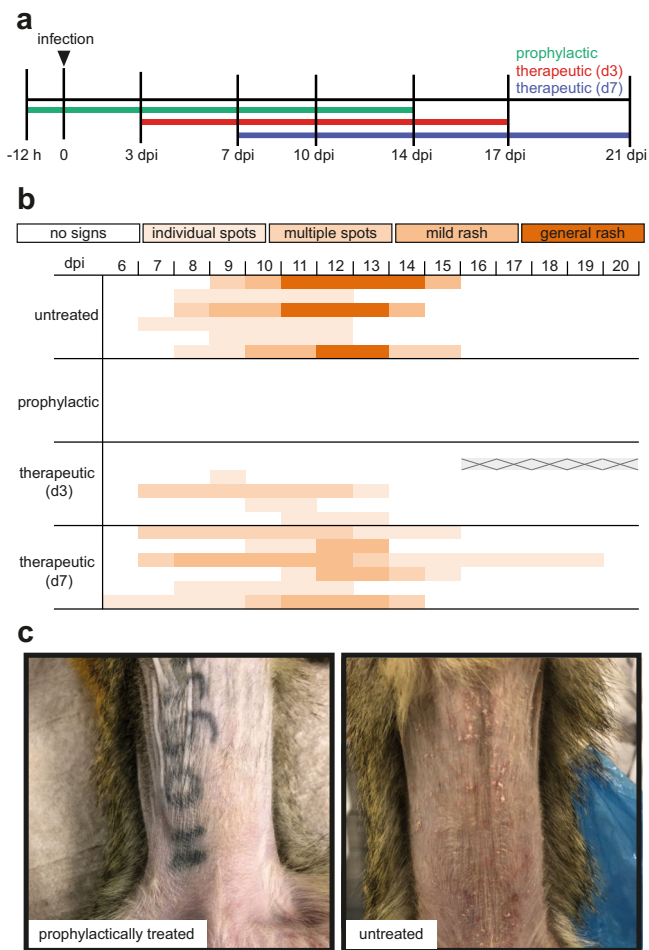 a
infection
prophylactic
therapeutic (d3)
therapeutic (d7)
-12 h 0 3 dpi 7 dpi 10 dpi 14 dpi 17 dpi 21 dpi
b
no signs individual spots multiple spots mild rash general rash
dpi 6 7 8 9 10 11 12 13 14 15 16 17 18 19 20
untreated
prophylactic
therapeutic
(d3)
therapeutic
(d7)
c
prophylactically treated untreated